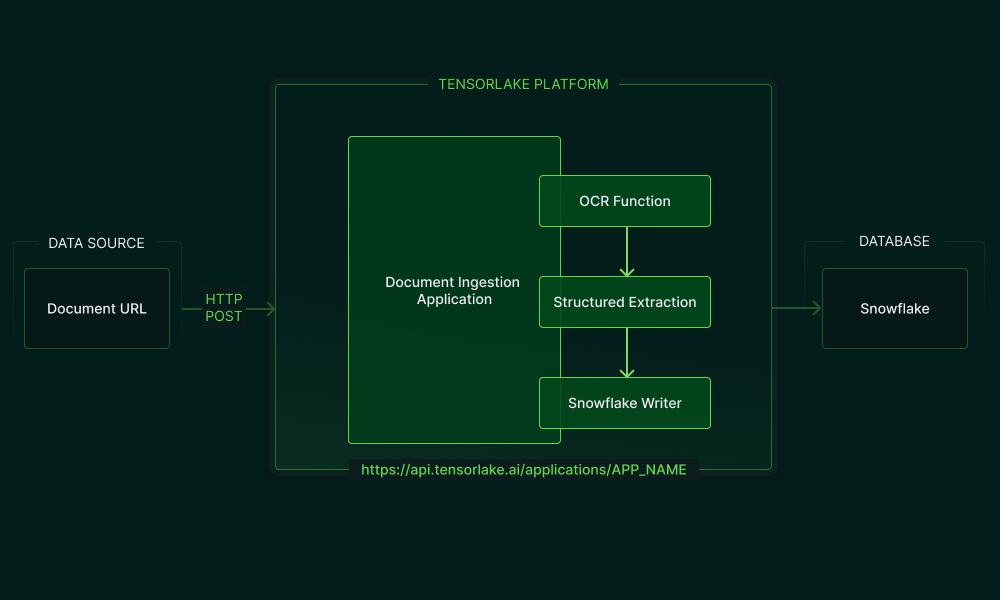 TENSORLAKE PLATFORM
DATA SOURCE
Document URL
HTTP
POST
Document Ingestion
Application
OCR Function
Structured Extraction
Snowflake Writer
https://api.tensorlake.ai/applications/APP_NAME
DATABASE
Snowflake